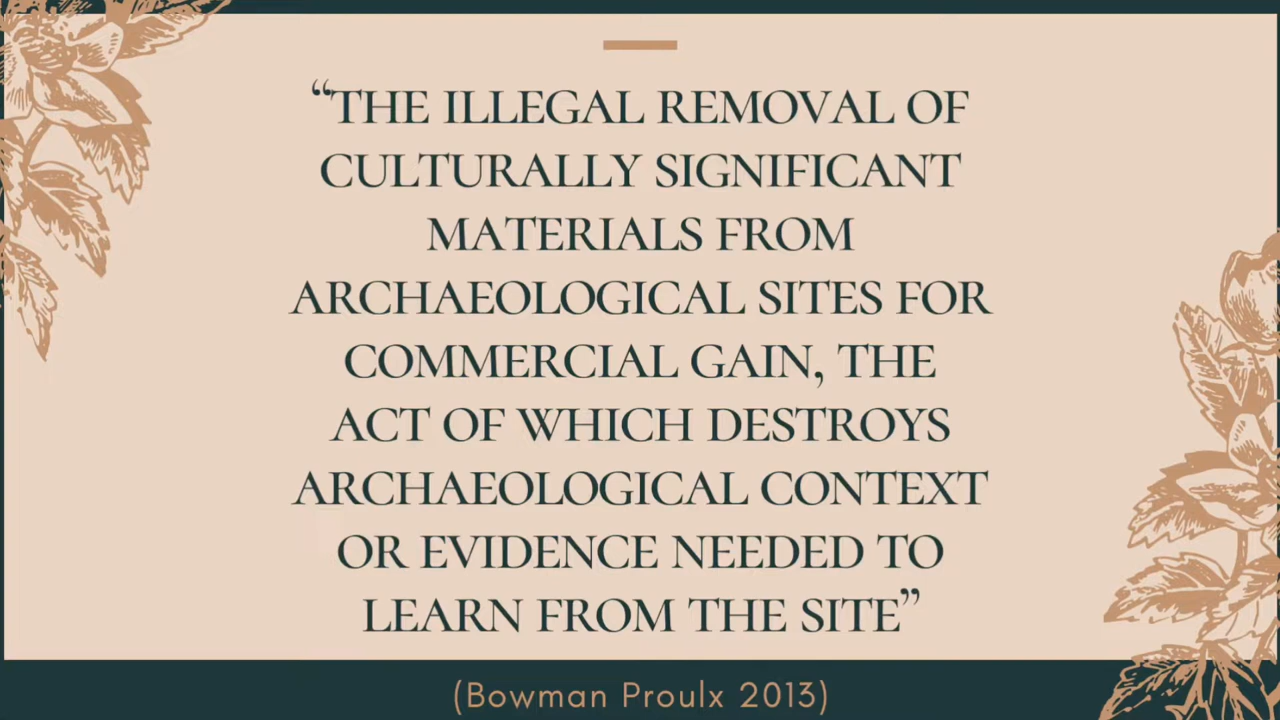 “THE ILLEGAL REMOVAL OF
CULTURALLY SIGNIFICANT
MATERIALS FROM
ARCHAEOLOGICAL SITES FOR
COMMERCIAL GAIN, THE
ACT OF WHICH DESTROYS
ARCHAEOLOGICAL CONTEXT
OR EVIDENCE NEEDED TO
LEARN FROM THE SITE”
(Bowman Proulx 2013)